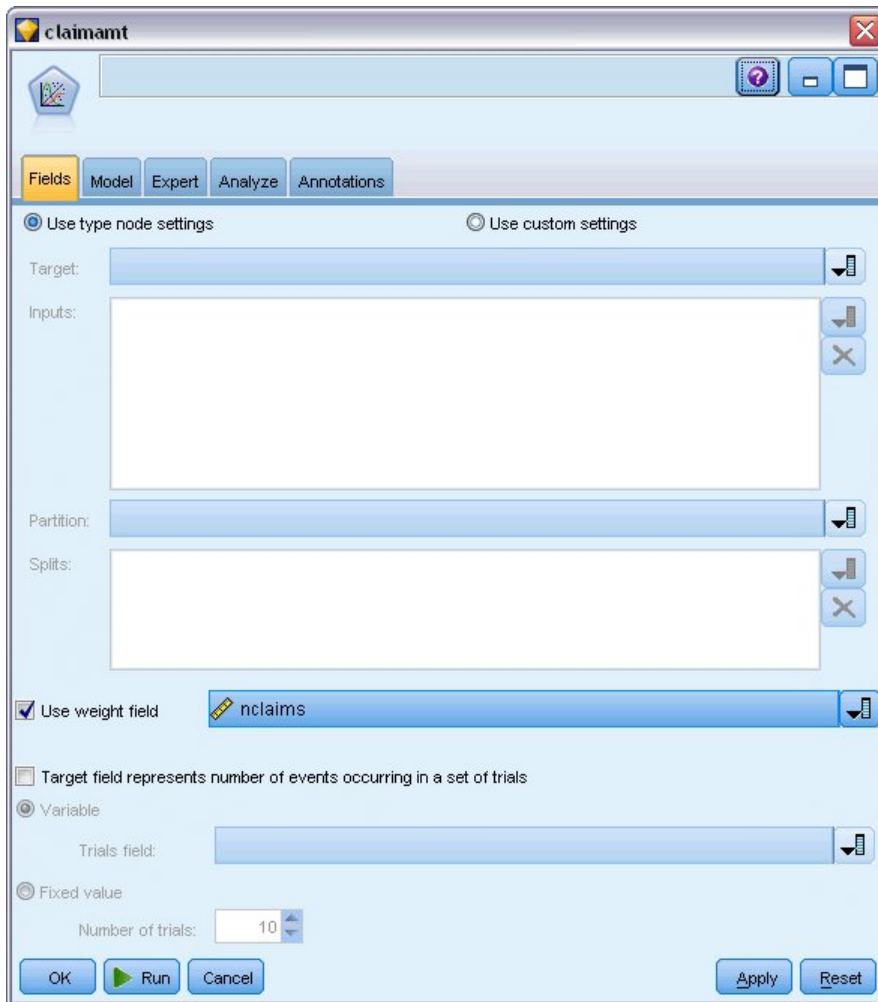 claimamt
Fields Model Expert Analyze Annotations
Use type node settings Use custom settings
Target:
Inputs:
Partition:
Splits:
Use weight field nclaims
Target field represents number of events occurring in a set of trials
Variable
Trials field:
Fixed value
Number of trials: 10
OK Run Cancel Apply Reset